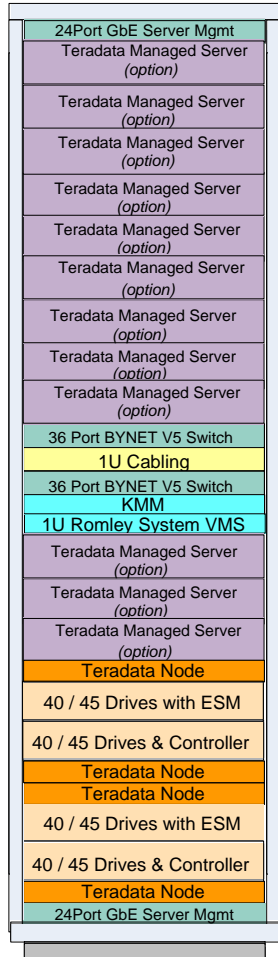 24Port GbE Server Mgmt
Teradata Managed Server
(option)
Teradata Managed Server
(option)
Teradata Managed Server
(option)
Teradata Managed Server
(option)
Teradata Managed Server
(option)
Teradata Managed Server
(option)
Teradata Managed Server
(option)
Teradata Managed Server
(option)
Teradata Managed Server
(option)
36 Port BYNET V5 Switch
1U Cabling
36 Port BYNET V5 Switch
KMM
1U Romley System VMS
Teradata Managed Server
(option)
Teradata Managed Server
(option)
Teradata Managed Server
(option)
Teradata Node
40 / 45 Drives with ESM
40 / 45 Drives & Controller
Teradata Node
Teradata Node
40 / 45 Drives with ESM
40 / 45 Drives & Controller
Teradata Node
24Port GbE Server Mgmt